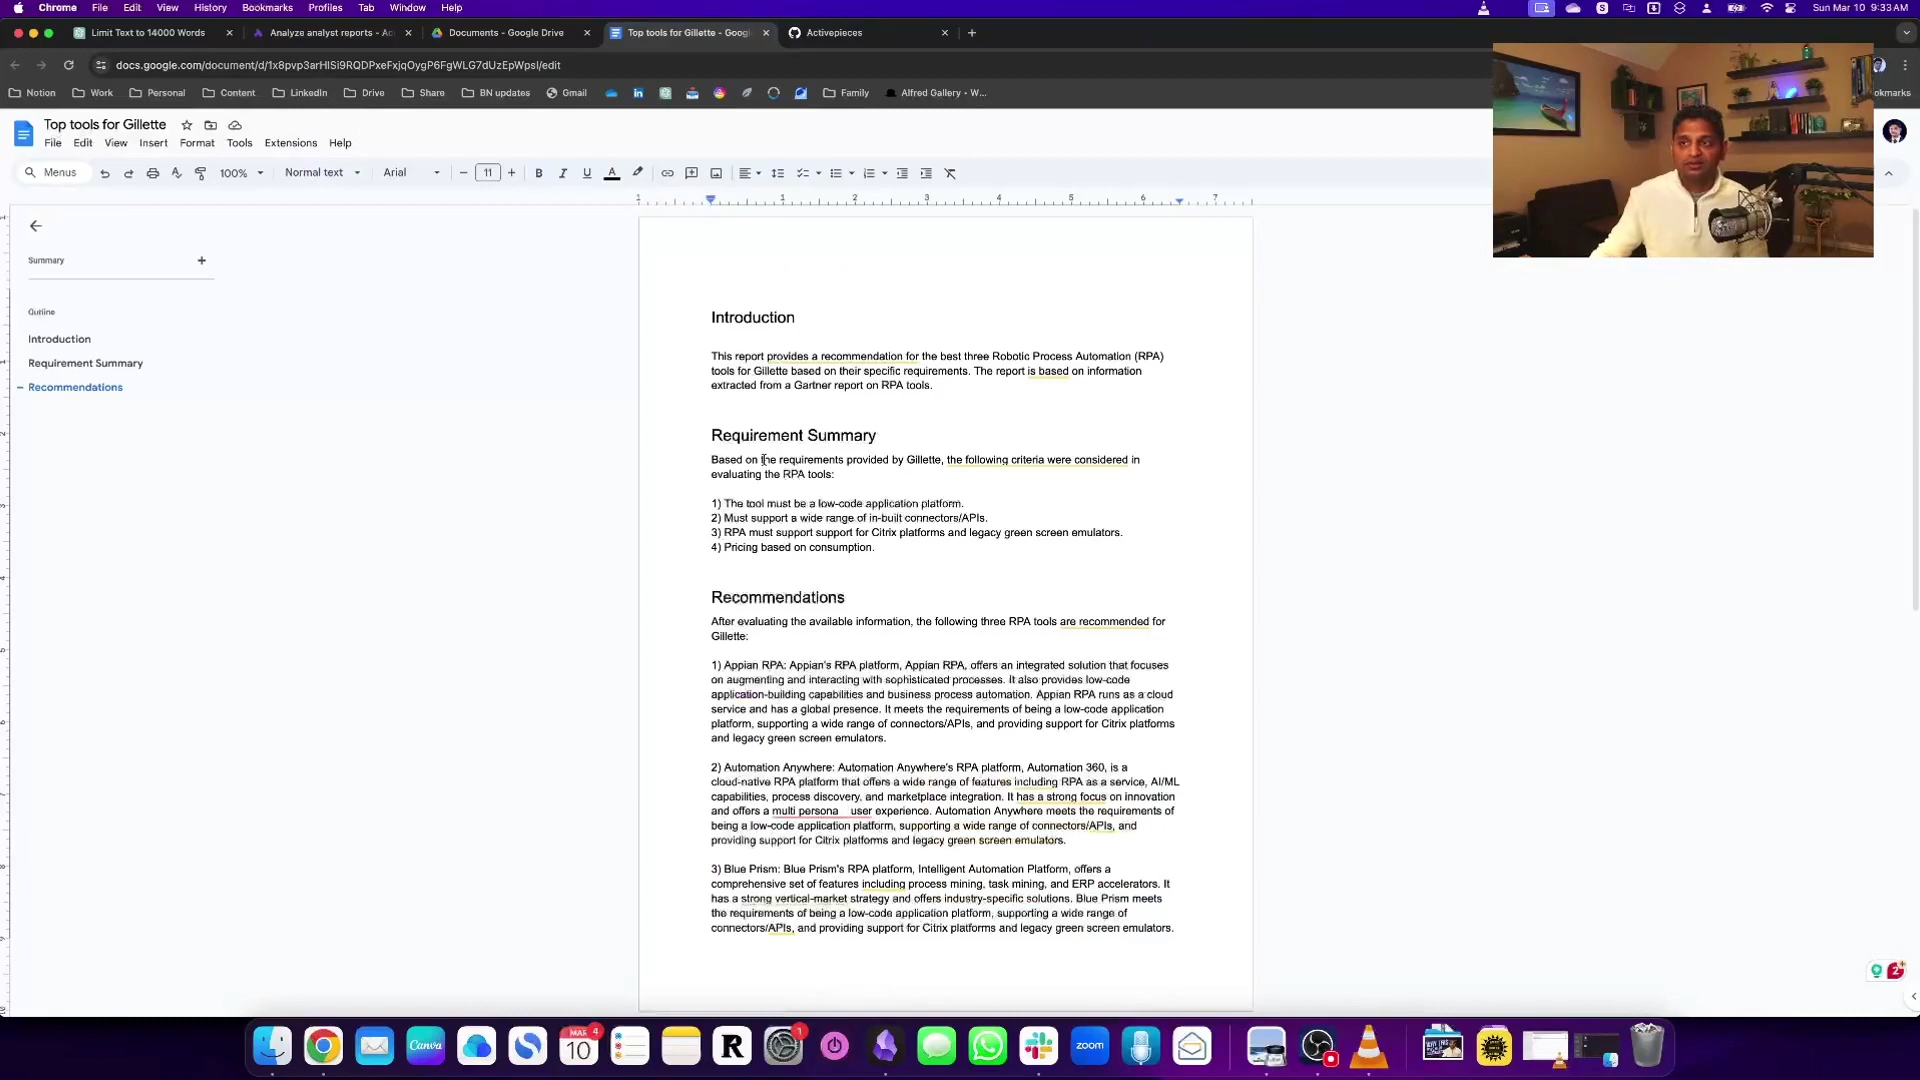 Chrome File Edit View History Bookmarks Profiles Tab Window Help Sun Mar 10 9:33 AM
Limit Text to 14000 Words Analyze analyst reports - Documents - Google Drive Top tools for Gillette - Activepieces
docs.google.com/document/d/
Notion Work Personal Content LinkedIn Drive Share BN updates Gmail Family Alfred Gallery - W...
Top tools for Gillette
File Edit View Insert Format Tools Extensions Help
Menus 100% Normal text Arial 11
1 1 2 3 4 5 6 7
Summary
Outline
Introduction
Requirement Summary
Recommendations
Introduction
This report provides a recommendation for the best three Robotic Process Automation (RPA)
tools for Gillette based on their specific requirements. The report is based on information
extracted from a Gartner report on RPA tools.
Requirement Summary
Based on the requirements provided by Gillette, the following criteria were considered in
evaluating the RPA tools:
1) The tool must be a low-code application platform.
2) Must support a wide range of in-built connectors/APIs.
3) RPA must support support for Citrix platforms and legacy green screen emulators.
4) Pricing based on consumption.
Recommendations
After evaluating the available information, the following three RPA tools are recommended for
Gillette:
1) Appian RPA: Appian's RPA platform, Appian RPA, offers an integrated solution that focuses
on augmenting and interacting with sophisticated processes. It also provides low-code
application-building capabilities and business process automation. Appian RPA runs as a cloud
service and has a global presence. It meets the requirements of being a low-code application
platform, supporting a wide range of connectors/APIs, and providing support for Citrix platforms
and legacy green screen emulators.
2) Automation Anywhere: Automation Anywhere's RPA platform, Automation 360, is a
cloud-native RPA platform that offers a wide range of features including RPA as a service, AI/ML
capabilities, process discovery, and marketplace integration. It has a strong focus on innovation
and offers a multi persona user experience. Automation Anywhere meets the requirements of
being a low-code application platform, supporting a wide range of connectors/APIs, and
providing support for Citrix platforms and legacy green screen emulators.
3) Blue Prism: Blue Prism's RPA platform, Intelligent Automation Platform, offers a
comprehensive set of features including process mining, task mining, and ERP accelerators. It
has a strong vertical-market strategy and offers industry-specific solutions. Blue Prism meets
the requirements of being a low-code application platform, supporting a wide range of
connectors/APIs, and providing support for Citrix platforms and legacy green screen emulators.
2
Canva MAR 10 4 R 1 zoom